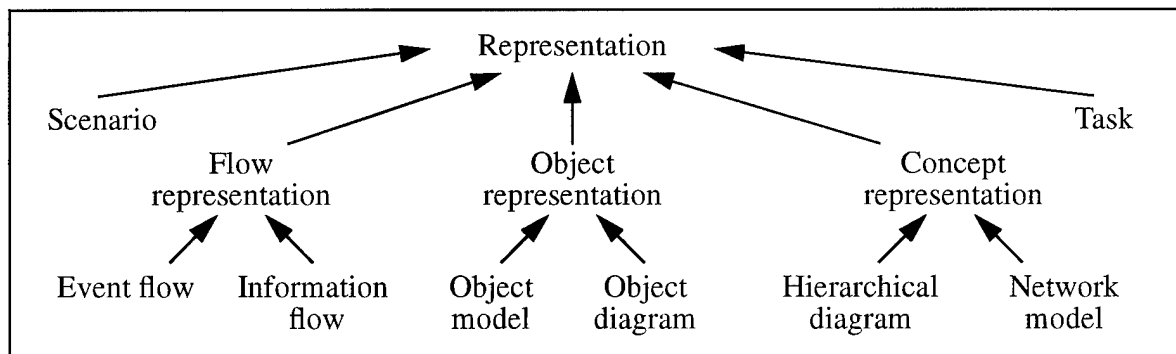 Representation
Scenario
Task
Flow
representation
Object
representation
Concept
representation
Event flow
Information
flow
Object
model
Object
diagram
Hierarchical
diagram
Network
model